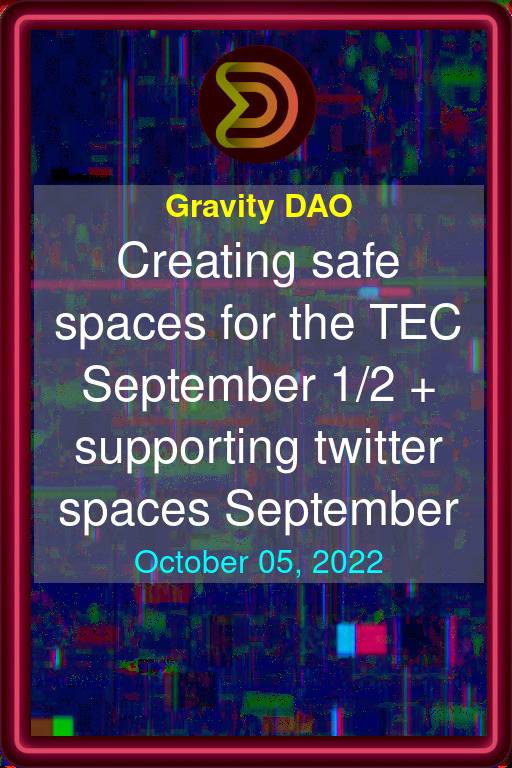 Gravity DAO
Creating safe
spaces for the TEC
September 1/2 +
supporting twitter
spaces September
October 05, 2022